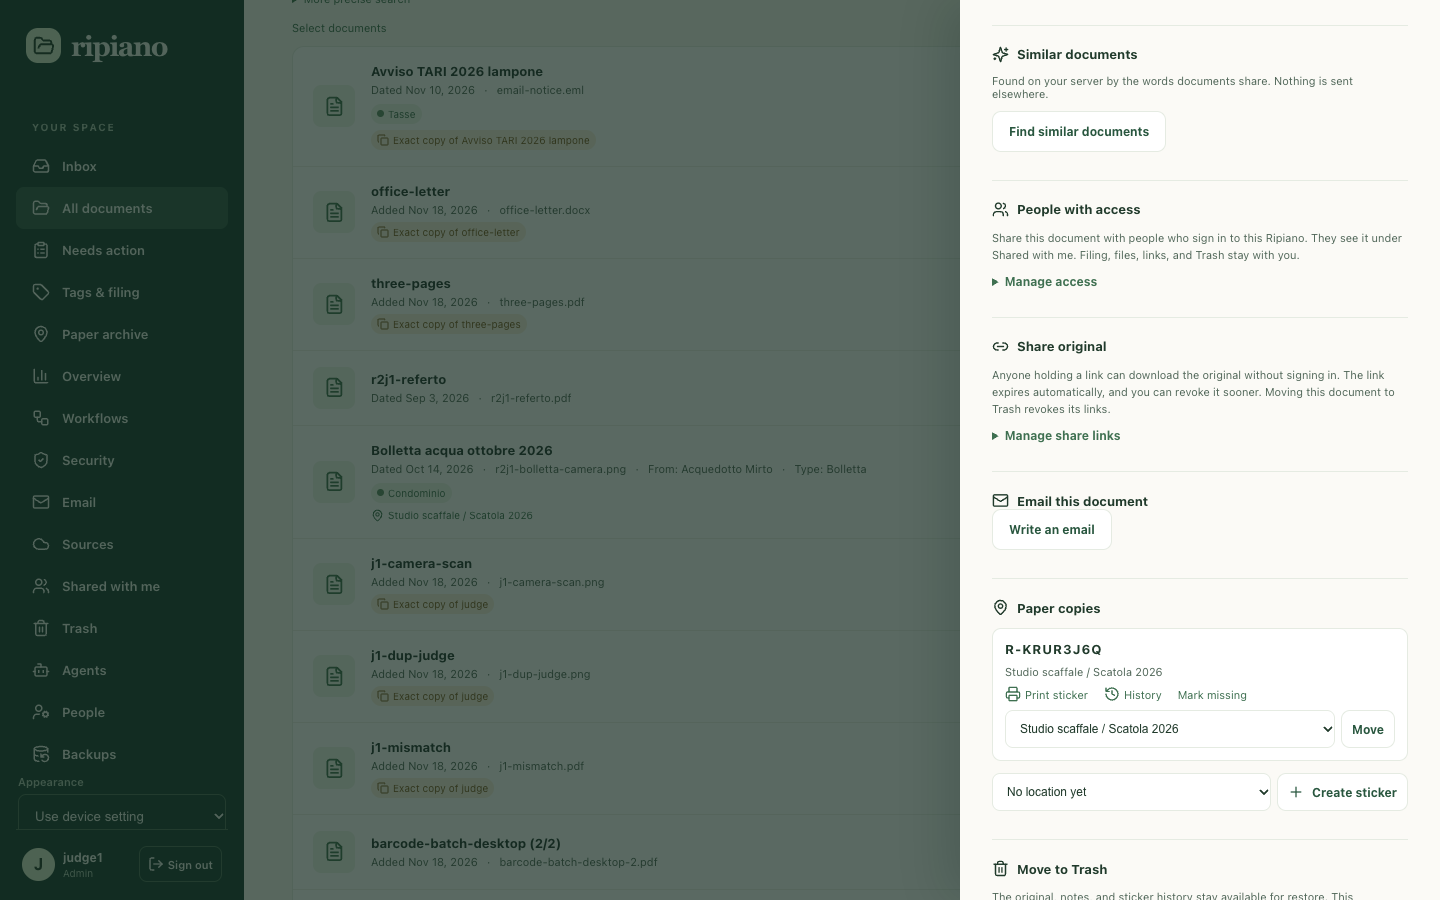 ripiano
YOUR SPACE
Inbox
All documents
Needs action
Tags & filing
Paper archive
Overview
Workflows
Security
Email
Sources
Shared with me
Trash
Agents
People
Backups
Appearance
Use device setting
J
judge1
Admin
Sign out
More precise search
Select documents
Avviso TARI 2026 lampone
Dated Nov 10, 2026 · email-notice.eml
Tasse
Exact copy of Avviso TARI 2026 lampone
office-letter
Added Nov 18, 2026 · office-letter.docx
Exact copy of office-letter
three-pages
Added Nov 18, 2026 · three-pages.pdf
Exact copy of three-pages
r2j1-referto
Dated Sep 3, 2026 · r2j1-referto.pdf
Bolletta acqua ottobre 2026
Dated Oct 14, 2026 · r2j1-bolletta-camera.png · From: Acquedotto Mirto · Type: Bolletta
Condominio
Studio scaffale / Scatola 2026
j1-camera-scan
Added Nov 18, 2026 · j1-camera-scan.png
Exact copy of judge
j1-dup-judge
Added Nov 18, 2026 · j1-dup-judge.png
Exact copy of judge
j1-mismatch
Added Nov 18, 2026 · j1-mismatch.pdf
Exact copy of judge
barcode-batch-desktop (2/2)
Added Nov 18, 2026 · barcode-batch-desktop-2.pdf
Similar documents
Found on your server by the words documents share. Nothing is sent
elsewhere.
Find similar documents
People with access
Share this document with people who sign in to this Ripiano. They see it under
Shared with me. Filing, files, links, and Trash stay with you.
Manage access
Share original
Anyone holding a link can download the original without signing in. The link
expires automatically, and you can revoke it sooner. Moving this document to
Trash revokes its links.
Manage share links
Email this document
Write an email
Paper copies
R-KRUR3J6Q
Studio scaffale / Scatola 2026
Print sticker History Mark missing
Studio scaffale / Scatola 2026
Move
No location yet
Create sticker
Move to Trash
The original, notes, and sticker history stay available for restore. This